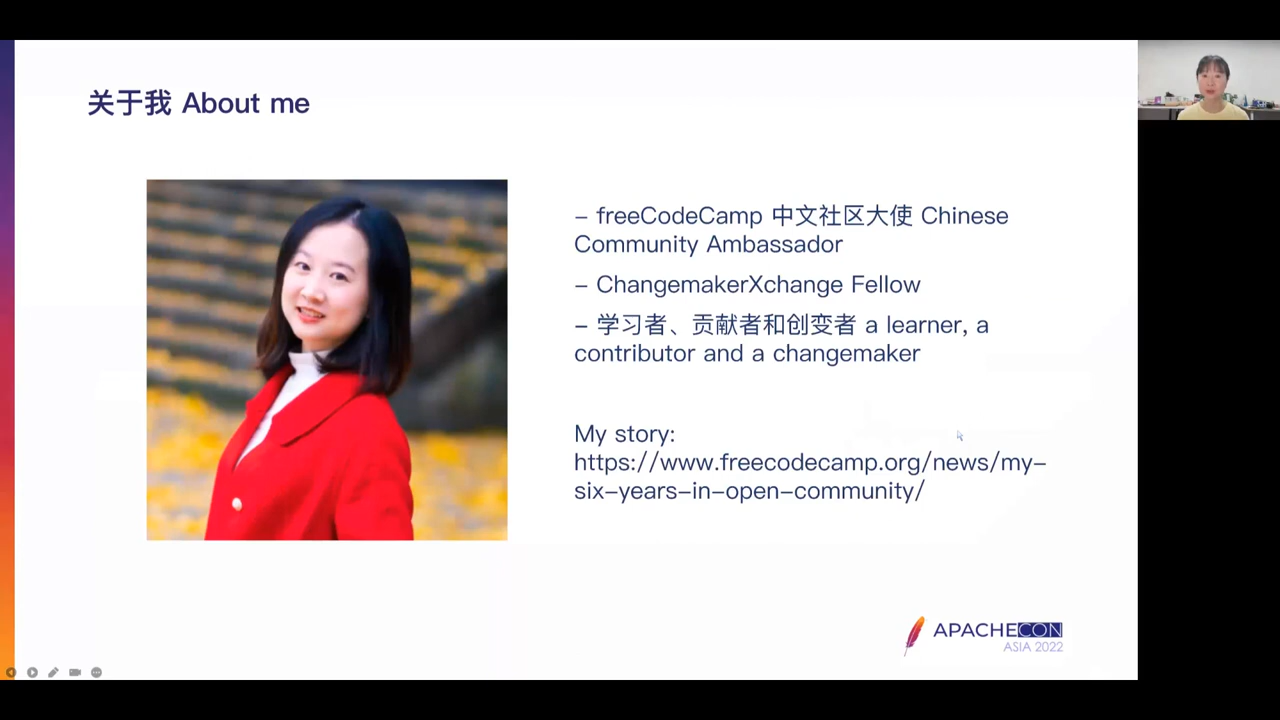 关于我 About me
– freeCodeCamp 中文社区大使 Chinese
Community Ambassador
– ChangemakerXchange Fellow
– 学习者、贡献者和创变者 a learner, a
contributor and a changemaker
My story:
https://www.freecodecamp.org/news/my–
six–years–in–open–community/
APACHECON
ASIA 2022